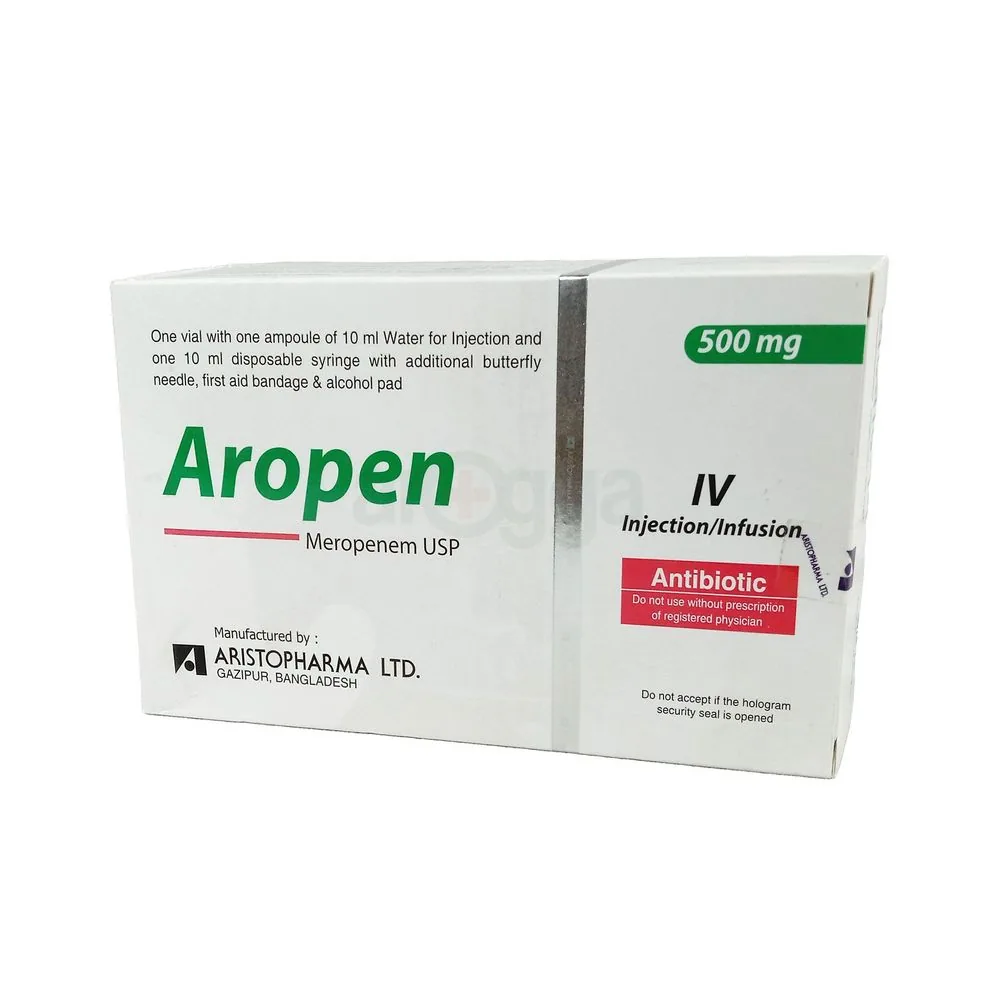 One vial with one ampoule of 10 ml Water for Injection and
one 10 ml disposable syringe with additional butterfly
needle, first aid bandage & alcohol pad
Aropen
Meropenem USP
Manufactured by :
ARISTOPHARMA LTD.
GAZIPUR, BANGLADESH
500 mg
IV
Injection/Infusion
Antibiotic
Do not use without prescription
of registered physician
ARISTOPHARMA LTD.
Do not accept if the hologram
security seal is opened
arogga